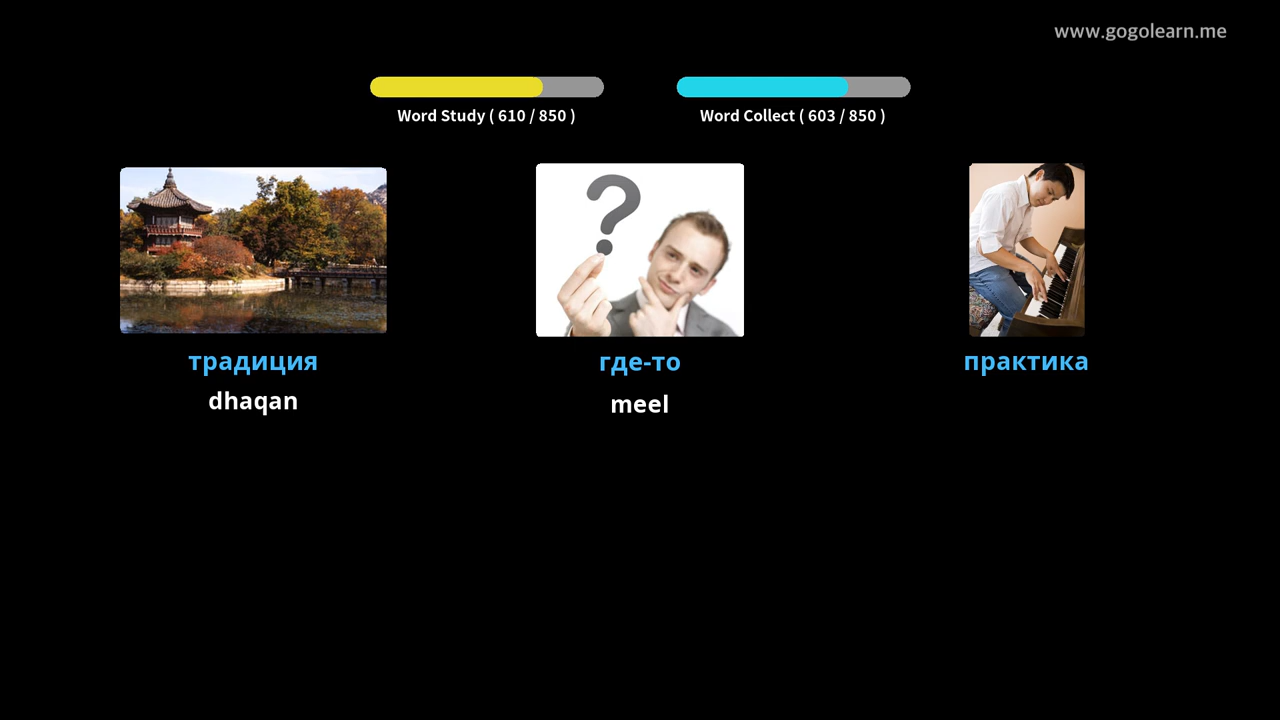 www.gogolearn.me
Word Study ( 610 / 850 )
Word Collect ( 603 / 850 )
традиция
где-то
практика
dhaqan
meel